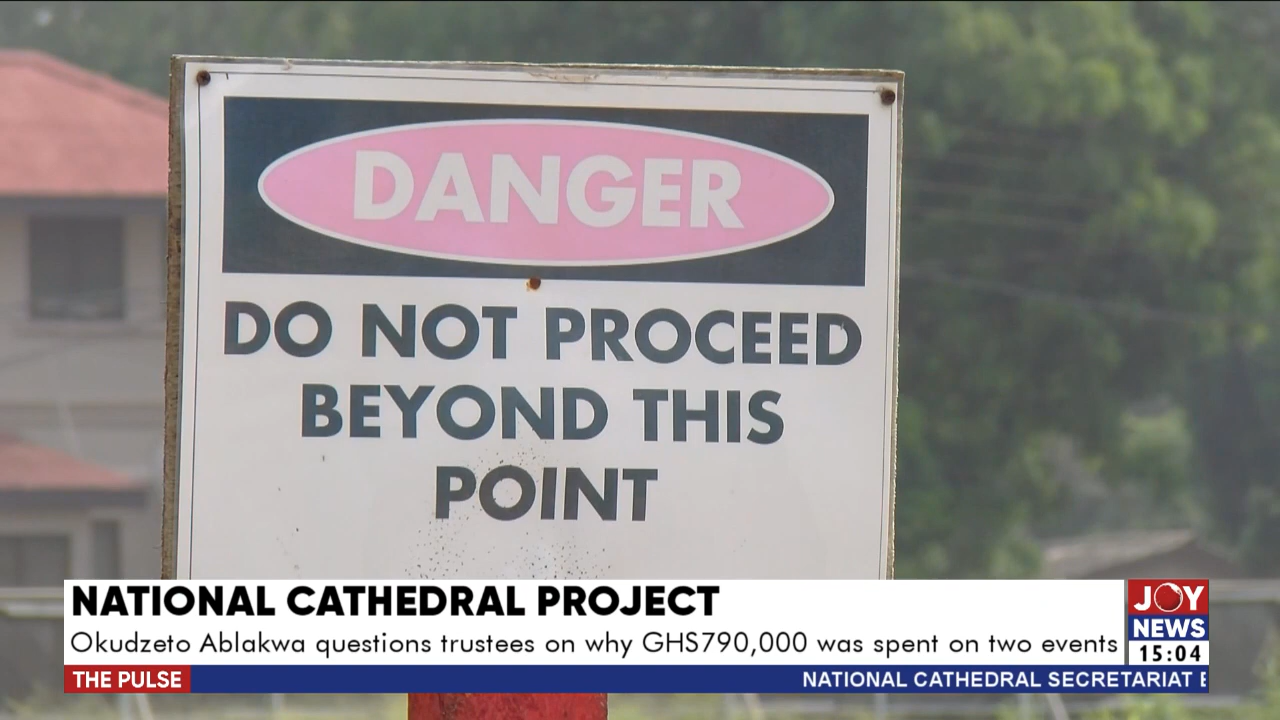 DANGER
DO NOT PROCEED
BEYOND THIS
POINT
NATIONAL CATHEDRAL PROJECT
Okudzeto Ablakwa questions trustees on why GHS790,000 was spent on two events
JOY
NEWS
15:04
THE PULSE
NATIONAL CATHEDRAL SECRETARIAT